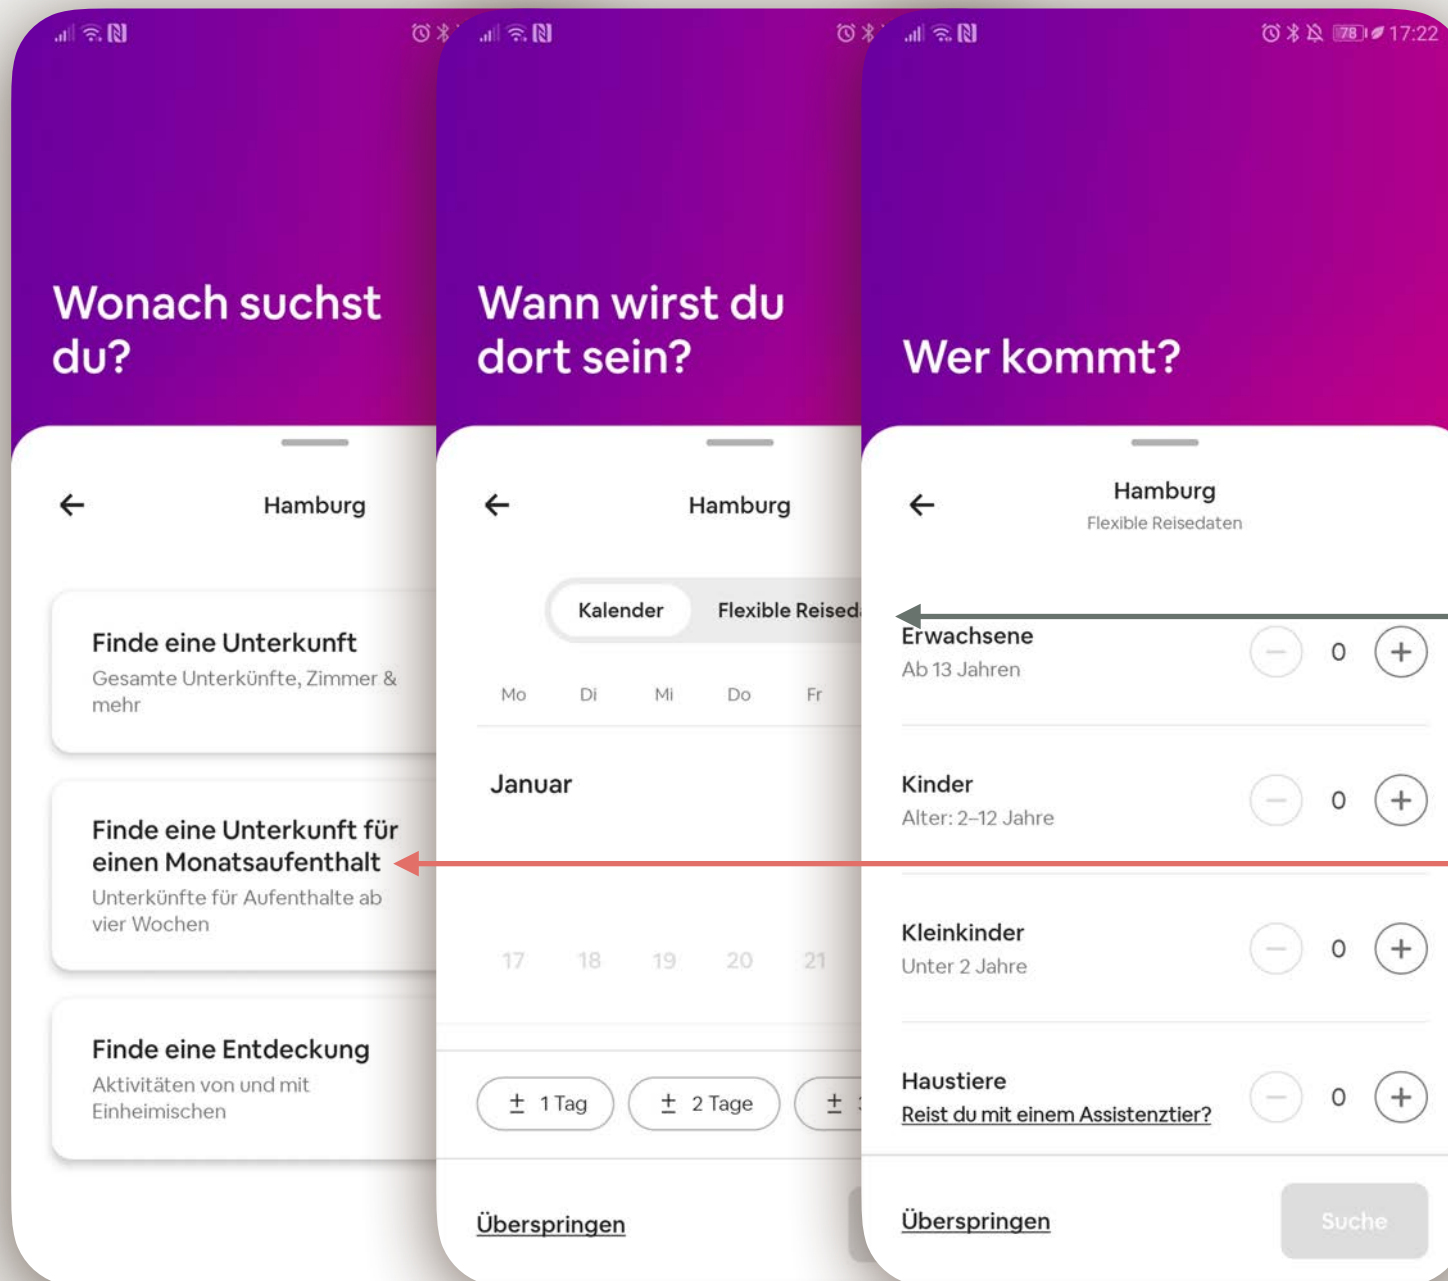 Wonach suchst
du?
Hamburg
Finde eine Unterkunft
Gesamte Unterkünfte, Zimmer &
mehr
Finde eine Unterkunft für
einen Monatsaufenthalt
Unterkünfte für Aufenthalte ab
vier Wochen
Finde eine Entdeckung
Aktivitäten von und mit
Einheimischen
Wann wirst du
dort sein?
Hamburg
Kalender Flexible
Mo Di Mi Do Fr
Januar
17 18 19 20 21
± 1 Tag ± 2 Tage ±
Überspringen
78 17:22
Wer kommt?
Hamburg
Flexible Reisedaten
Erwachsene
Ab 13 Jahren
0
Kinder
Alter: 2–12 Jahre
0
Kleinkinder
Unter 2 Jahre
0
Haustiere
Reist du mit einem Assistenztier?
0
Überspringen Suche